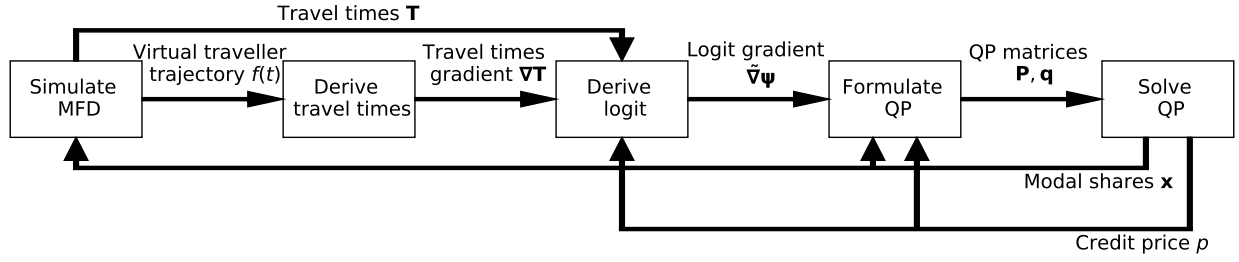 Travel times T
Virtual traveller
trajectory f(t)
Travel times
gradient ∇T
Logit gradient
∇̃ψ
QP matrices
P, q
Simulate
MFD
Derive
travel times
Derive
logit
Formulate
QP
Solve
QP
Modal shares x
Credit price p